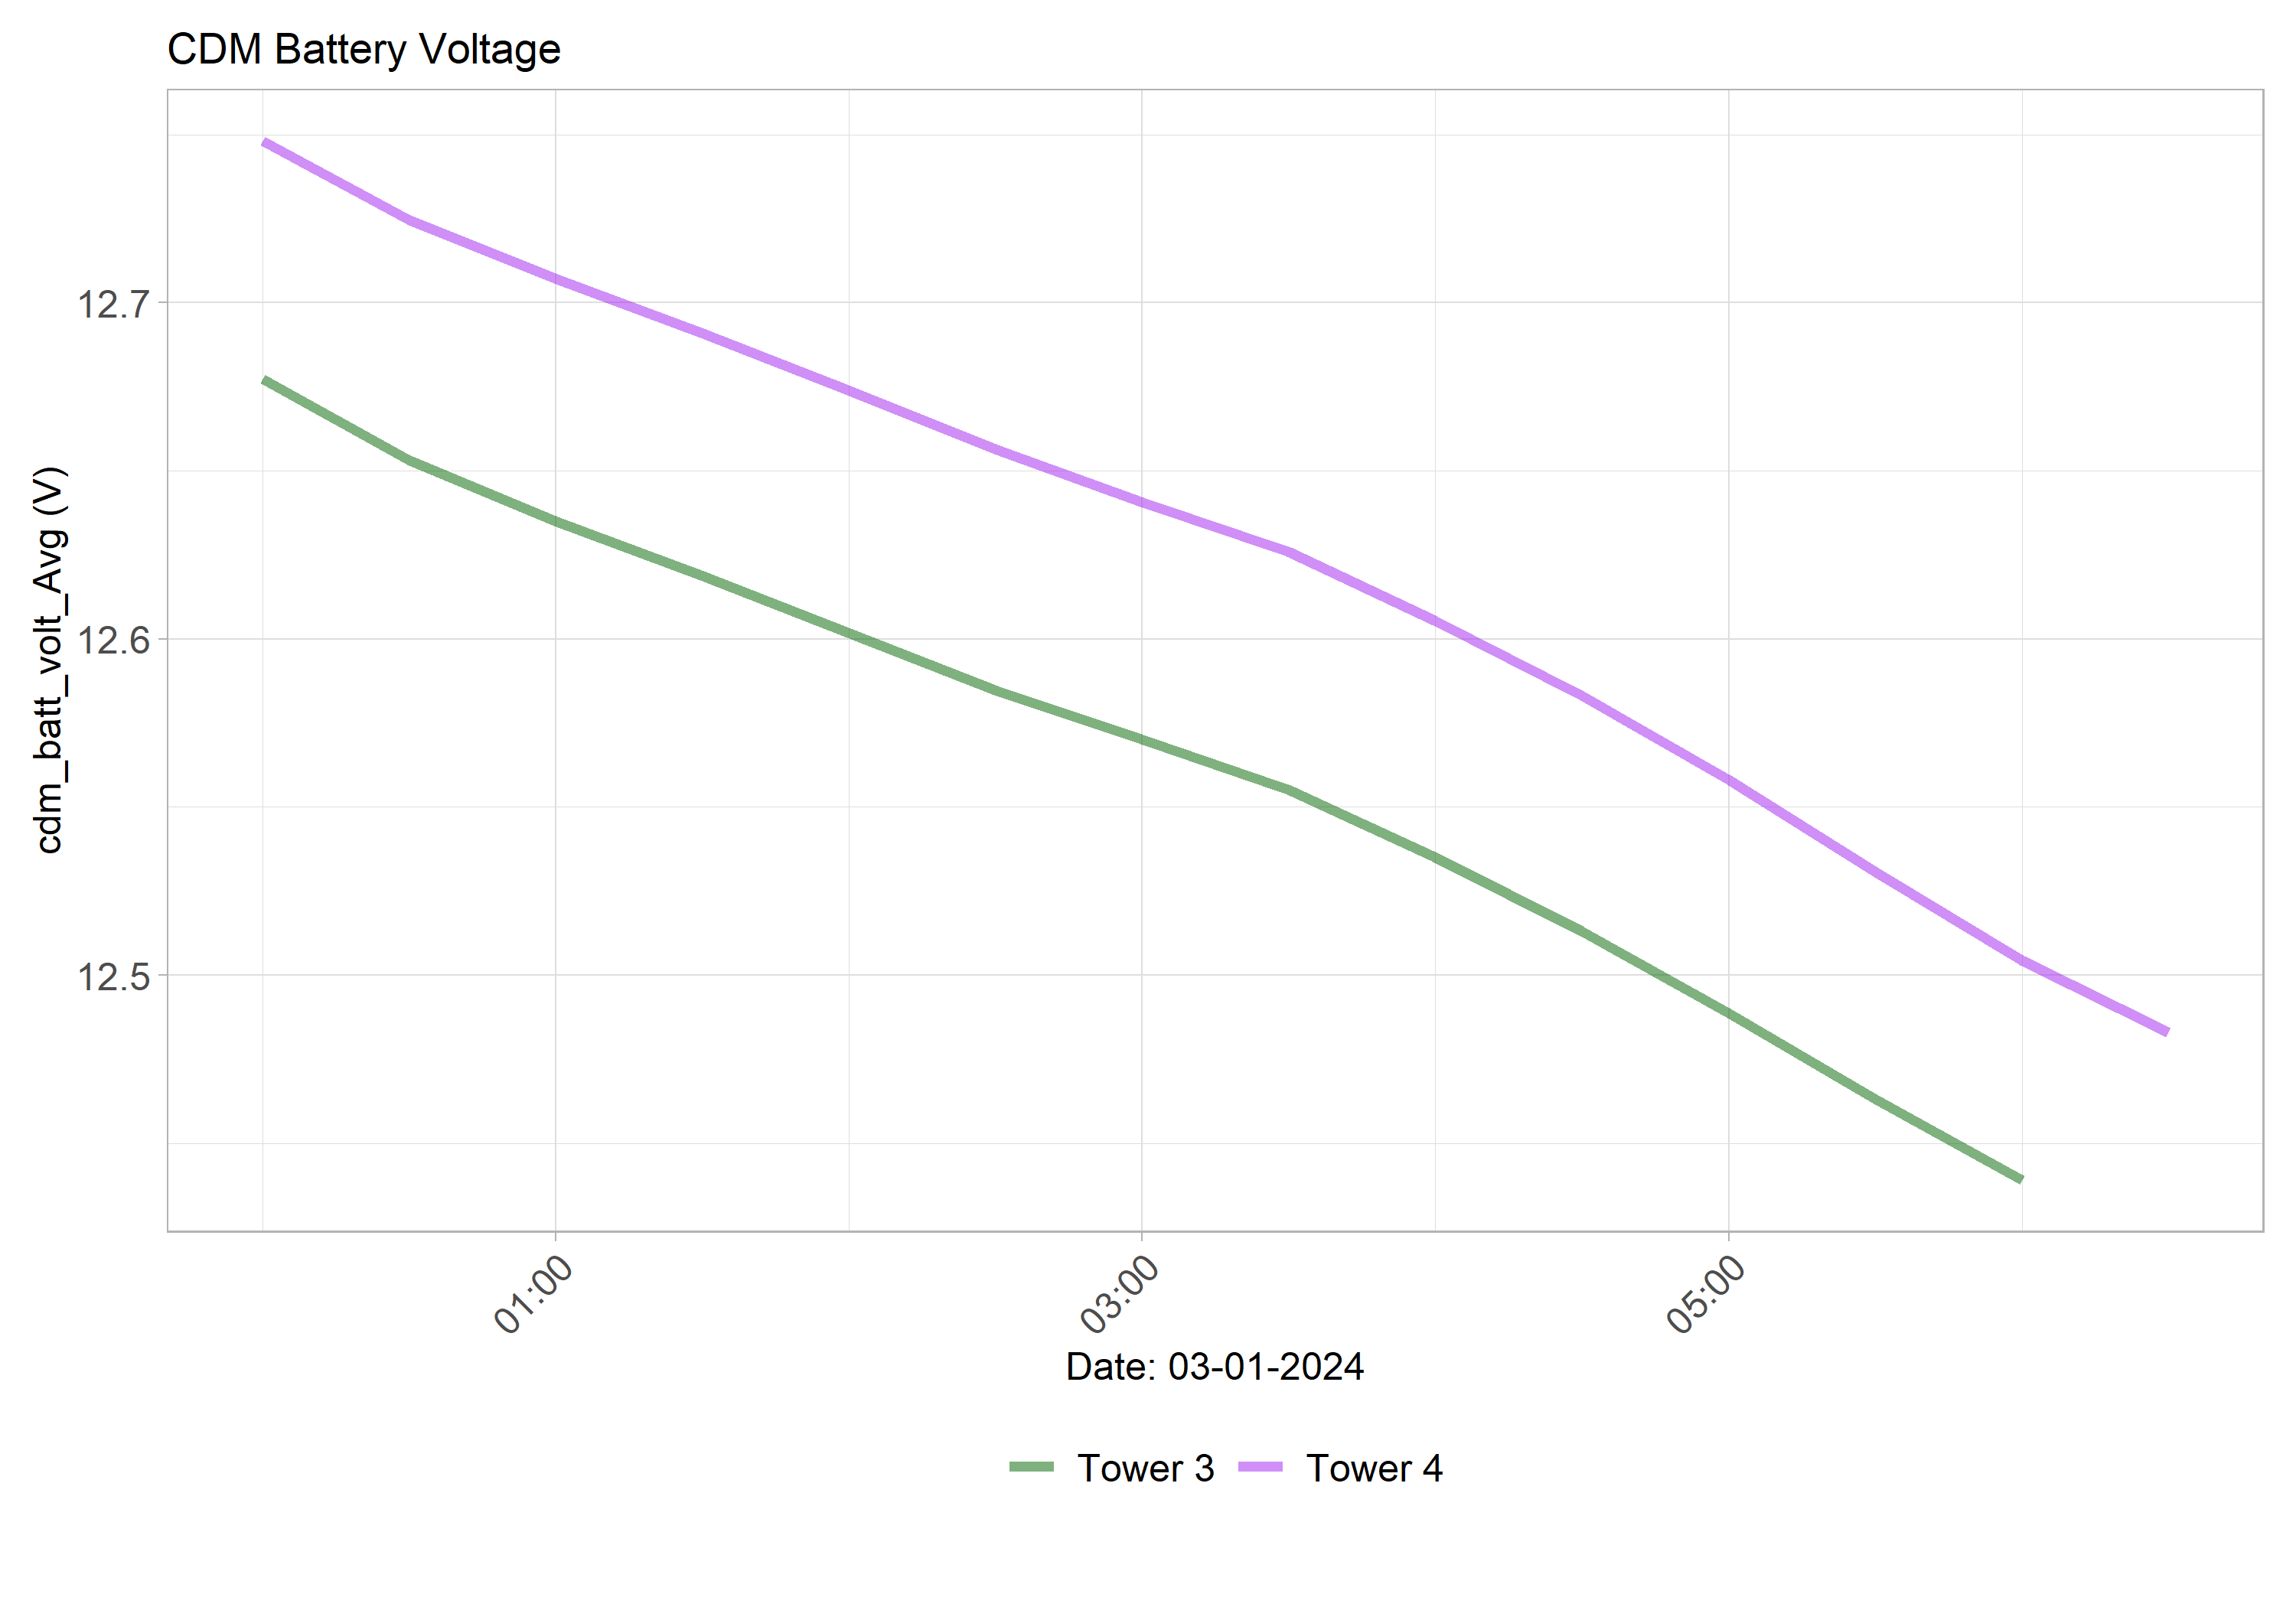 CDM Battery Voltage
cdm_batt_volt_Avg (V)
12.7
12.6
12.5
01:00
03:00
05:00
Date: 03-01-2024
Tower 3
Tower 4